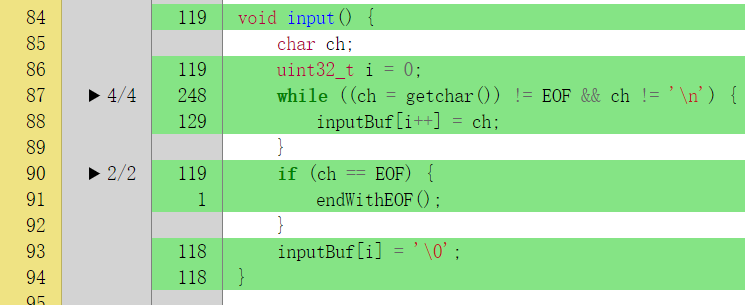 84 119 void input() {
85 char ch;
86 119 uint32_t i = 0;
87 ▶ 4/4 248 while ((ch = getchar()) != EOF && ch != '\n') {
88 129 inputBuf[i++] = ch;
89 }
90 ▶ 2/2 119 if (ch == EOF) {
91 1 endWithEOF();
92 }
93 118 inputBuf[i] = '\0';
94 118 }
95